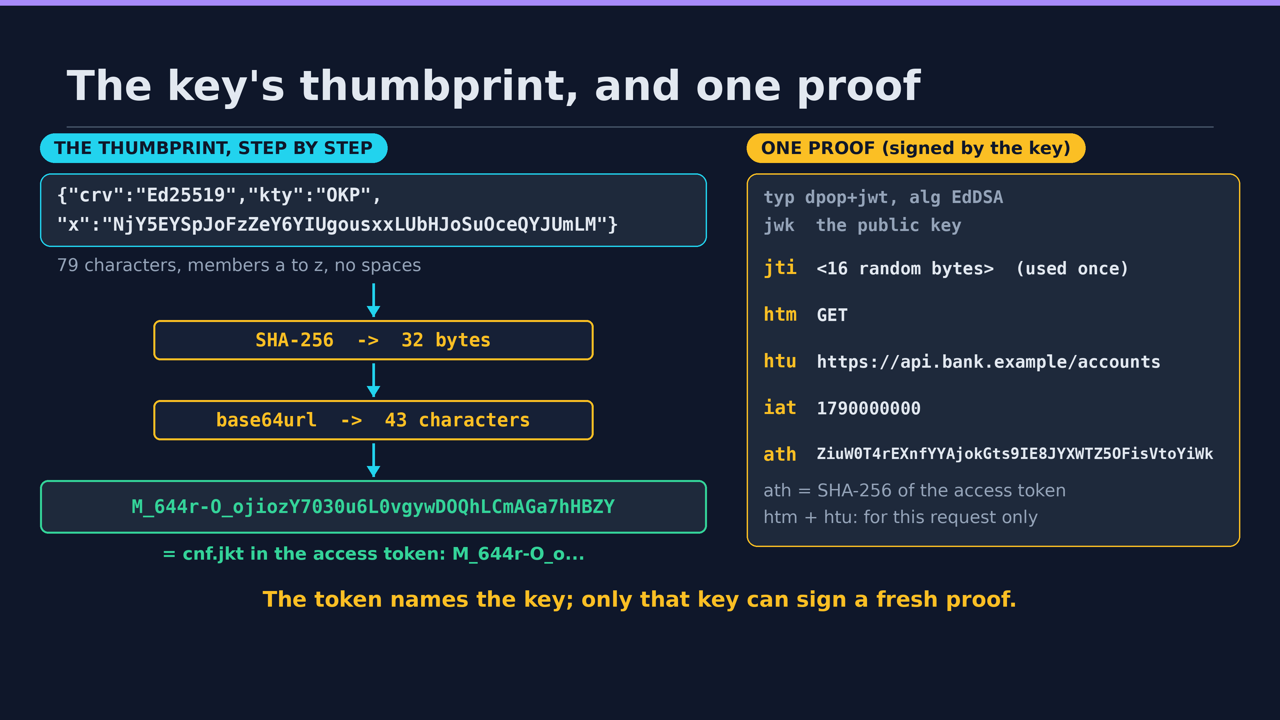 The key's thumbprint, and one proof
THE THUMBPRINT, STEP BY STEP
{"crv":"Ed25519","kty":"OKP",
"x":"NjY5EYSpJoFzZeY6YIUgousxxLUbHJoSuOceQYJUmLM"}
79 characters, members a to z, no spaces
SHA-256 -> 32 bytes
base64url -> 43 characters
M_644r-O_ojiozY7030u6L0vgywDOQhLCmAGa7hHBZY
= cnf.jkt in the access token: M_644r-O_o...
ONE PROOF (signed by the key)
typ dpop+jwt, alg EdDSA
jwk the public key
jti <16 random bytes> (used once)
htm GET
htu https://api.bank.example/accounts
iat 1790000000
ath ZiuW0T4rEXnfYYAjokGts9IE8JYXWTZ5OFisVtoYiWk
ath = SHA-256 of the access token
htm + htu: for this request only
The token names the key; only that key can sign a fresh proof.